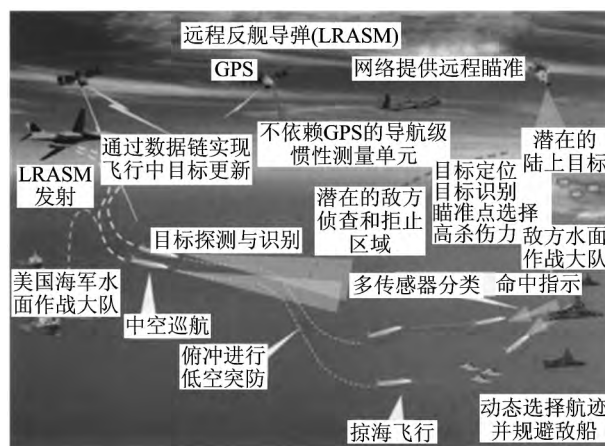 远程反舰导弹(LRASM)
GPS
网络提供远程瞄准
通过数据链实现
飞行中目标更新
不依赖GPS的导航级
惯性测量单元
潜在的
陆上目标
LRASM
发射
潜在的敌方
侦查和拒止
区域
目标定位
目标识别
瞄准点选择
高杀伤力
敌方水面
作战大队
目标探测与识别
美国海军水
面作战大队
多传感器分类
命中指示
中空巡航
俯冲进行
低空突防
掠海飞行
动态选择航迹
并规避敌船